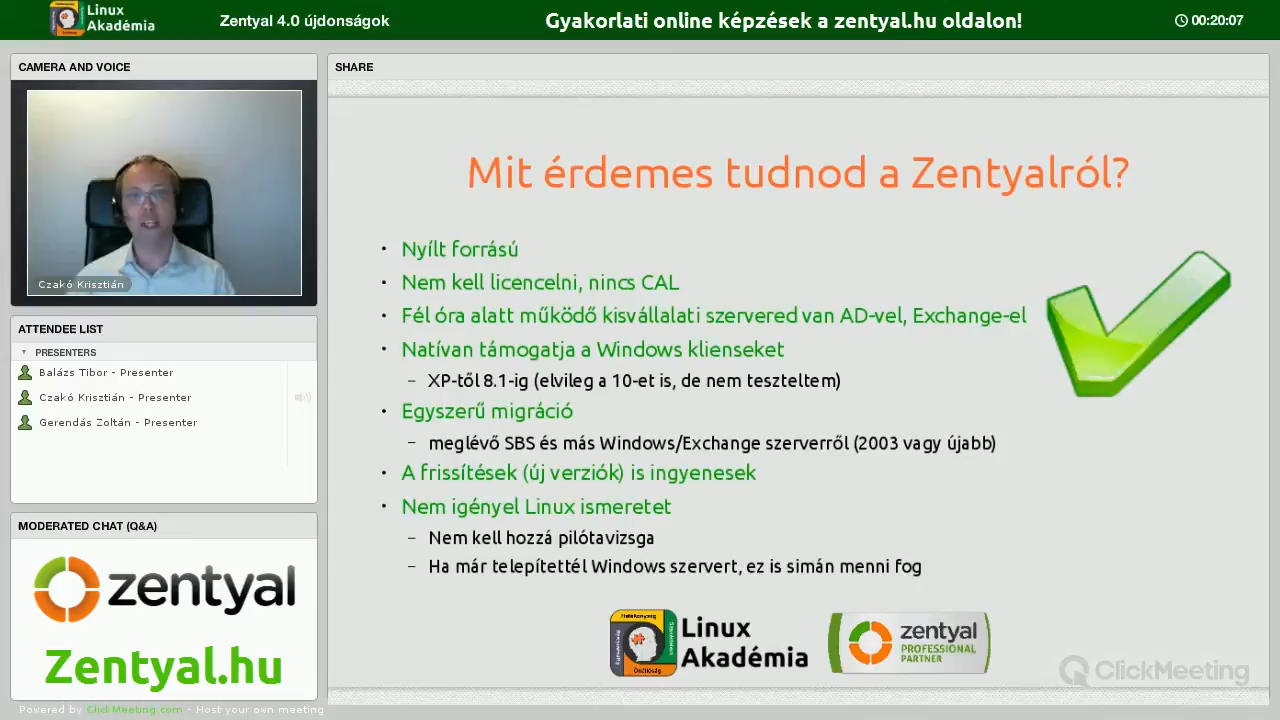 Linux
Akadémia
Zentyal 4.0 újdonságok
Gyakorlati online képzések a zentyal.hu oldalon!
00:20:07
CAMERA AND VOICE
Czakó Krisztián
ATTENDEE LIST
PRESENTERS
Balázs Tibor - Presenter
Czakó Krisztián - Presenter
Gerendás Zoltán - Presenter
MODERATED CHAT (Q&A)
zentyal
Zentyal.hu
SHARE
Mit érdemes tudnod a Zentyalról?
• Nyílt forrású
• Nem kell licencelni, nincs CAL
• Fél óra alatt működő kisvállalati szervered van AD-vel, Exchange-el
• Natívan támogatja a Windows klienseket
– XP-től 8.1-ig (elvileg a 10-et is, de nem teszteltem)
• Egyszerű migráció
– meglévő SBS és más Windows/Exchange szerverről (2003 vagy újabb)
• A frissítések (új verziók) is ingyenesek
• Nem igényel Linux ismeretet
– Nem kell hozzá pilótavizsga
– Ha már telepítettél Windows szervert, ez is simán menni fog
Linux
Akadémia
zentyal
PROFESSIONAL
PARTNER
ClickMeeting
Powered by ClickMeeting.com - Host your own meeting